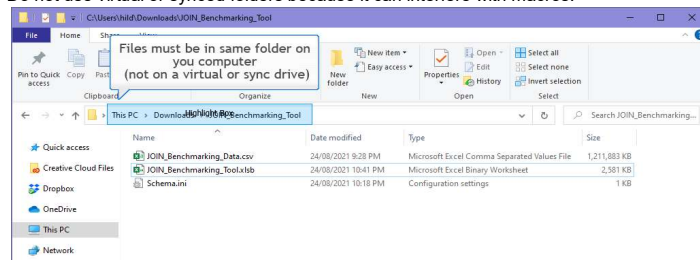 Do not use virtual or synced folders because it can interfere with macros.
C:\Users\hild\Downloads\JOIN_Benchmarking_Tool
File Home Share
Files must be in same folder on
you computer
(not on a virtual or sync drive)
Pin to Quick access Copy
New folder
New item
Easy access
Properties
Open
Edit
History
Select all
Select none
Invert selection
Clipboard Organize New Open Select
This PC > Downloads > JOIN_Benchmarking_Tool
Highlight Box
Search JOIN_Benchmarking...
Name Date modified Type Size
Quick access
Creative Cloud Files
Dropbox
OneDrive
This PC
Network
JOIN_Benchmarking_Data.csv 24/08/2021 9:28 PM Microsoft Excel Comma Separated Values File 1,211,883 KB
JOIN_Benchmarking_Tool.xlsb 24/08/2021 10:41 PM Microsoft Excel Binary Worksheet 2,581 KB
Schema.ini 24/08/2021 10:18 PM Configuration settings 1 KB